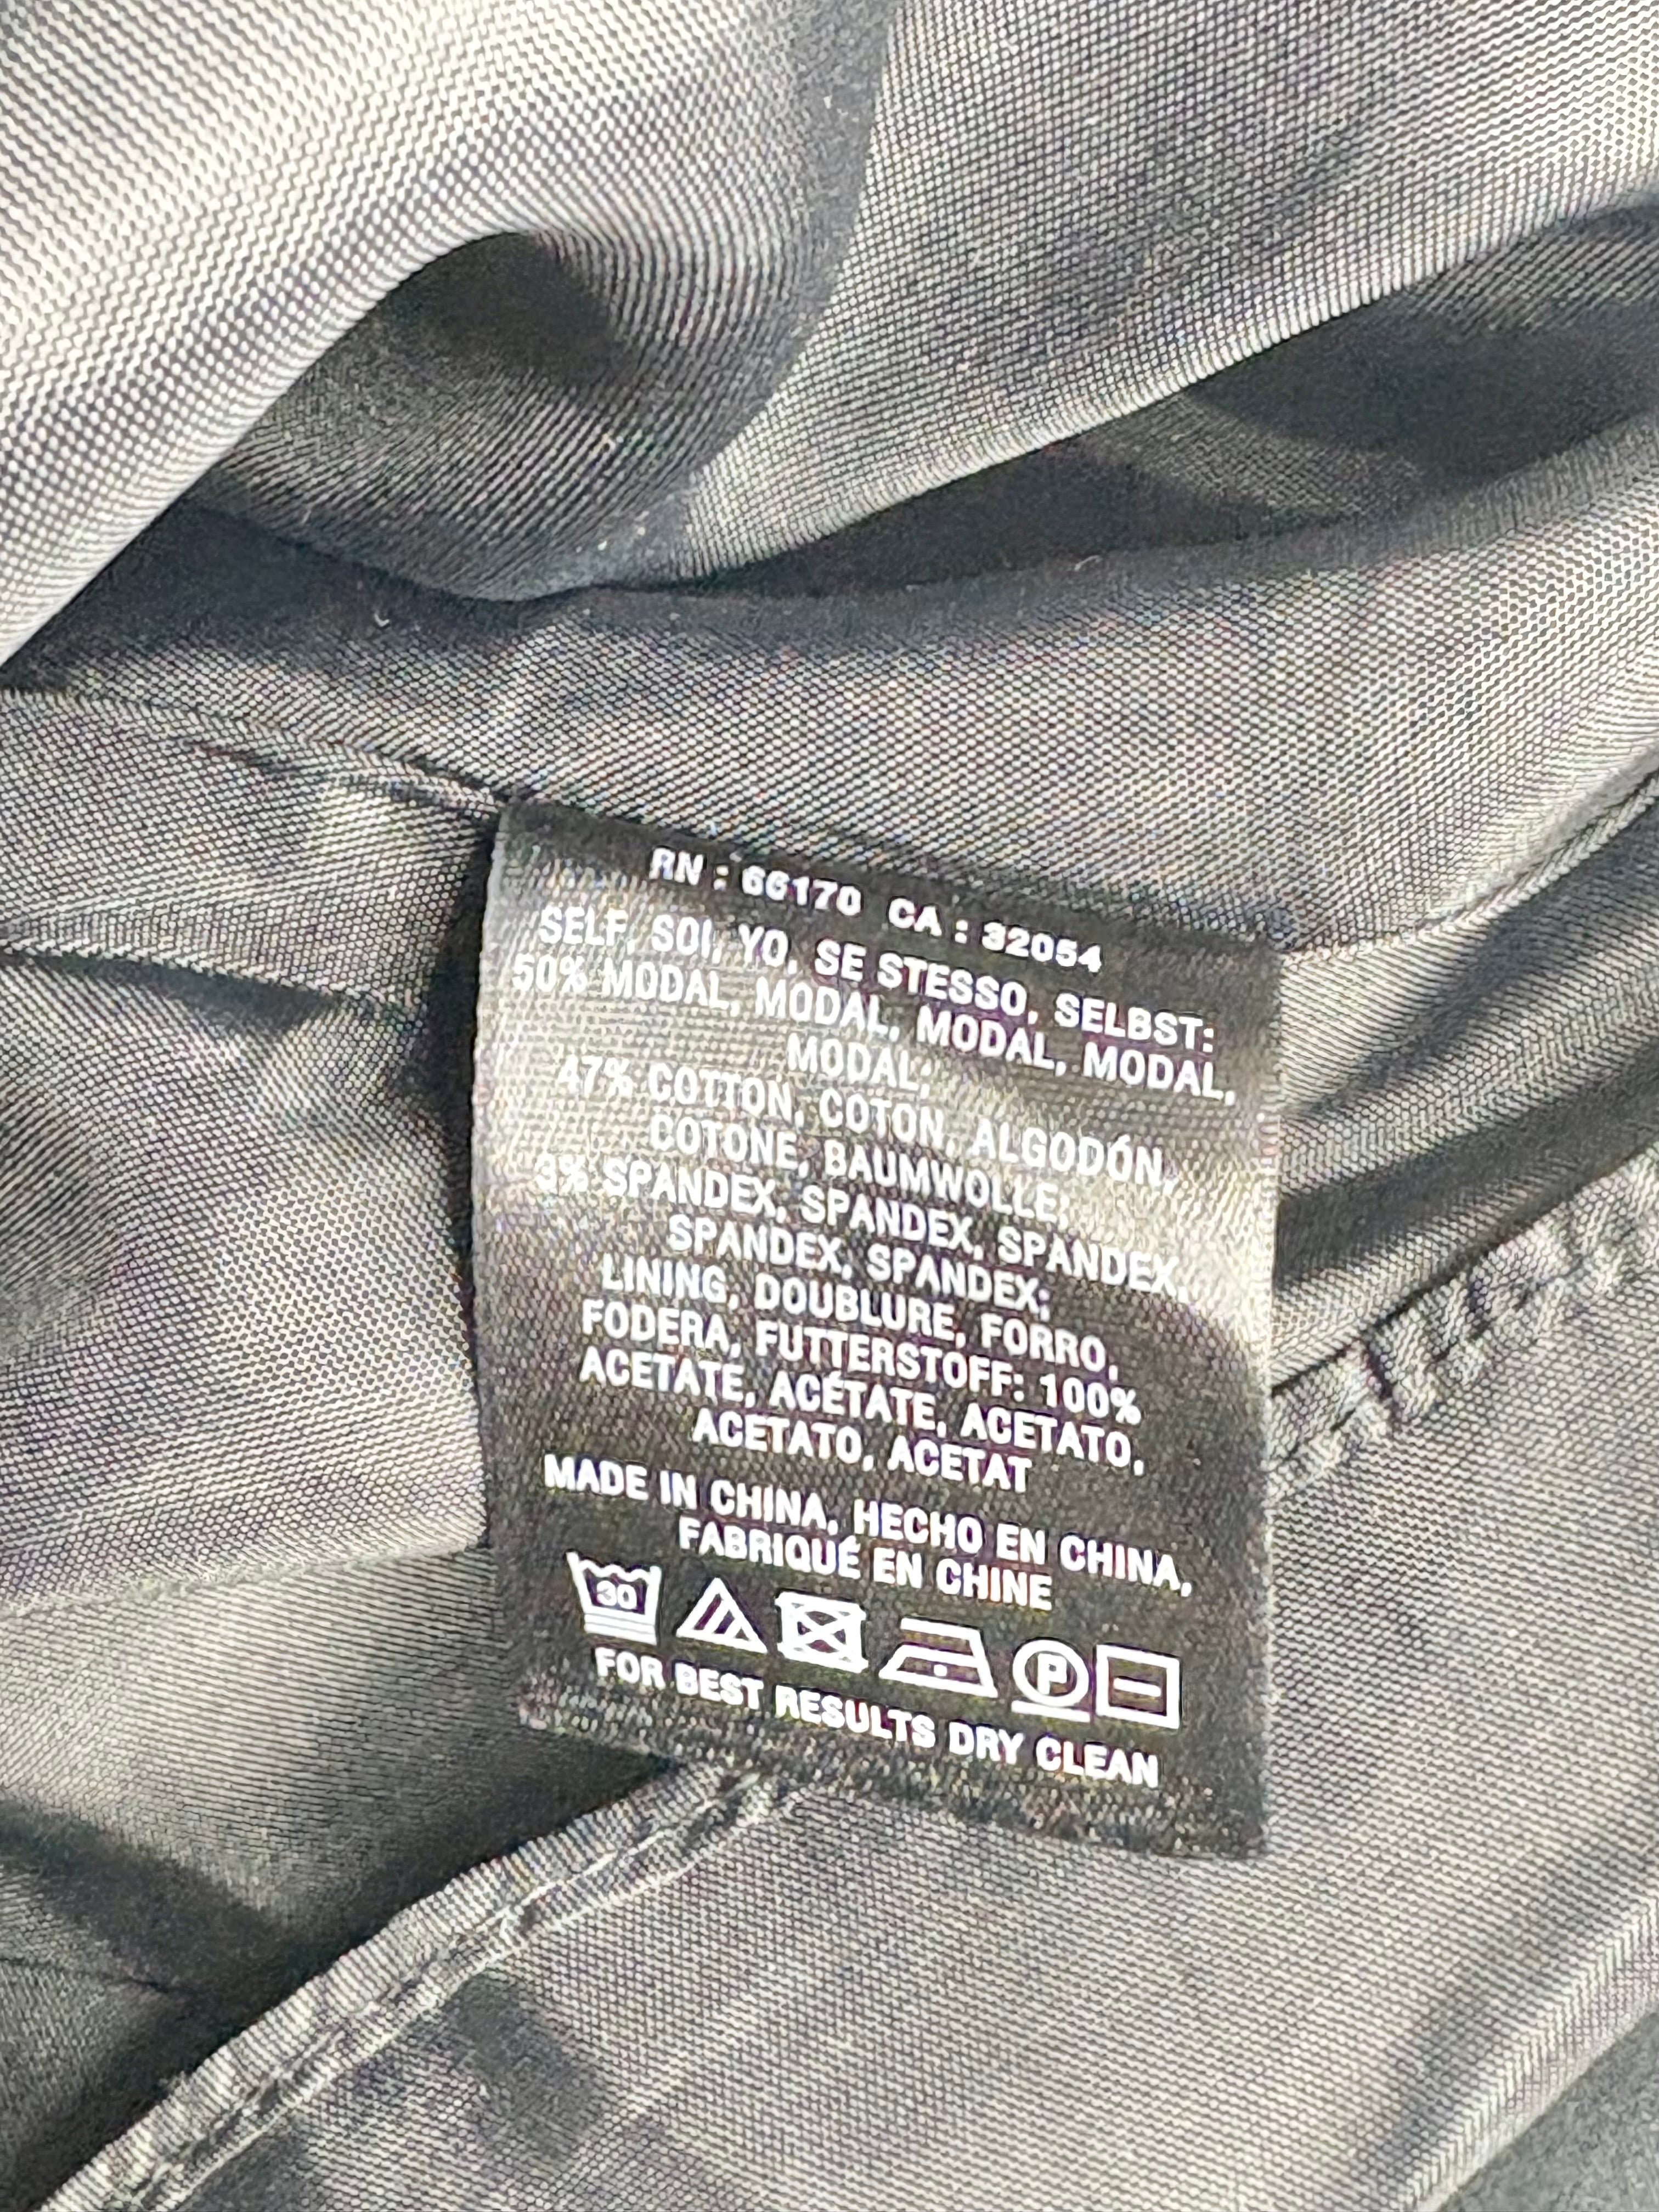 RN : 66170 CA : 32054
SELF, SOI, YO, SE STESSO, SELBST:
50% MODAL, MODAL, MODAL, MODAL,
MODAL;
47% COTTON, COTON, ALGODÓN,
COTONE, BAUMWOLLE;
3% SPANDEX, SPANDEX, SPANDEX,
SPANDEX, SPANDEX;
LINING, DOUBLURE, FORRO,
FODERA, FUTTERSTOFF: 100%
ACETATE, ACÉTATE, ACETATO,
ACETATO, ACETAT
MADE IN CHINA, HECHO EN CHINA,
FABRIQUÉ EN CHINE
30 P
FOR BEST RESULTS DRY CLEAN